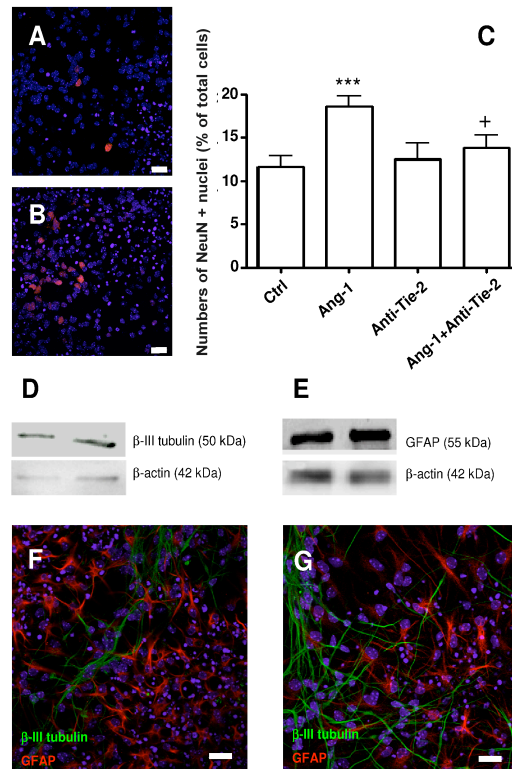 A
B
C
Numbers of NeuN + nuclei (% of total cells)
20
15
10
5
0
***
+
Ctrl
Ang-1
Anti-Tie-2
Ang-1+Anti-Tie-2
D
β-III tubulin (50 kDa)
β-actin (42 kDa)
E
GFAP (55 kDa)
β-actin (42 kDa)
F
β-III tubulin
GFAP
G
β-III tubulin
GFAP